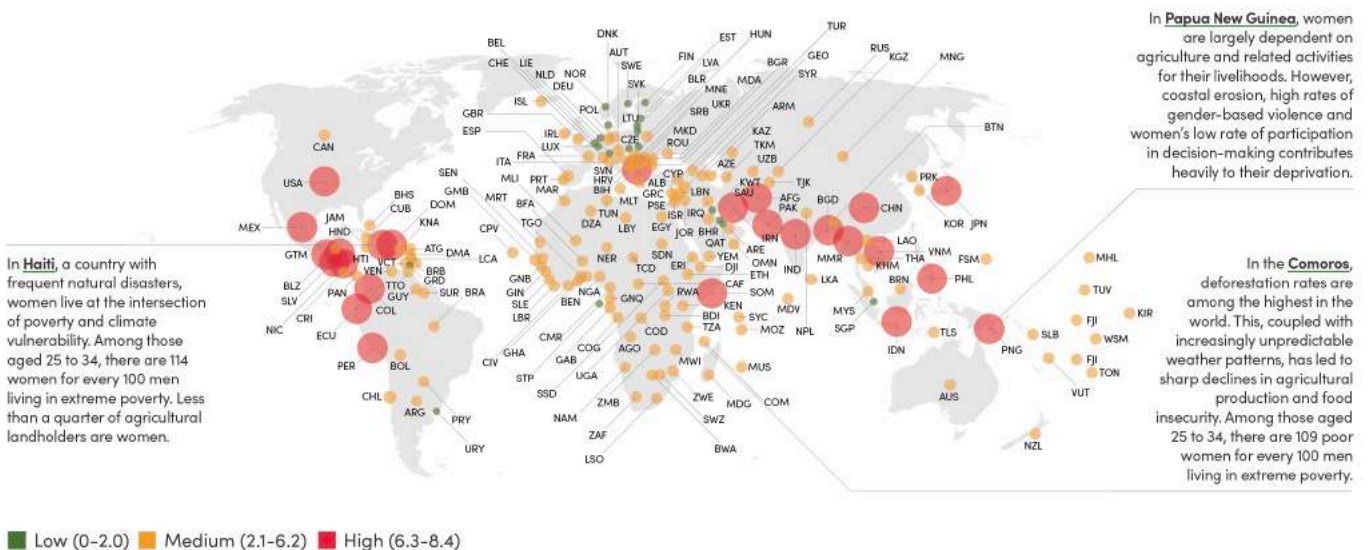 In Papua New Guinea, women
are largely dependent on
agriculture and related activities
for their livelihoods. However,
coastal erosion, high rates of
gender-based violence and
women's low rate of participation
in decision-making contributes
heavily to their deprivation.
In Haiti, a country with
frequent natural disasters,
women live at the intersection
of poverty and climate
vulnerability. Among those
aged 25 to 34, there are 114
women for every 100 men
living in extreme poverty. Less
than a quarter of agricultural
landholders are women.
In the Comoros,
deforestation rates are
among the highest in the
world. This, coupled with
increasingly unpredictable
weather patterns, has led to
sharp declines in agricultural
production and food
insecurity. Among those aged
25 to 34, there are 109 poor
women for every 100 men
living in extreme poverty.
CAN
USA
MEX
JAM
HND
GTM
BLZ
SLV
NIC
CRI
PAN
ECU
PER
BHS
CUB
DOM
KNA
HTI
VCT
VEN
TTO
GUY
COL
ATG
DMA
LCA
BRB
GRD
SUR
BRA
BOL
CHL
ARG
PRY
URY
DNK
AUT
SWE
BEL
CHE
LIE
NLD
NOR
DEU
ISL
GBR
POL
SVK
FIN
EST
LVA
HUN
BLR
MNE
UKR
SRB
MDA
BGR
GEO
TUR
SYR
ARM
RUS
KGZ
MNG
BTN
ESP
IRL
LUX
FRA
ITA
PRT
MAR
LTU
CZE
MKD
ROU
SVN
HRV
BIH
ALB
GRC
MLT
CYP
PSE
LBN
ISR
JOR
IRQ
BHR
AZE
KAZ
TKM
UZB
KWT
SAU
TJK
AFG
PAK
IRN
BGD
CHN
PRK
KOR
JPN
SEN
GMB
MRT
MLI
BFA
TGO
CPV
TUN
DZA
LBY
EGY
QAT
YEM
ARE
OMN
GNB
GIN
SLE
LBR
CIV
GHA
BEN
NGA
NER
TCD
SDN
ERI
DJI
ETH
CAF
SOM
GNQ
RWA
BDI
KEN
TZA
SYC
MOZ
CMR
COG
GAB
STP
SSD
UGA
AGO
COD
NAM
ZMB
MWI
ZAF
LSO
ZWE
SWZ
BWA
MDG
COM
MUS
IND
NPL
LKA
MDV
MMR
LAO
VNM
THA
KHM
PHL
BRN
MYS
SGP
IDN
TLS
PNG
AUS
NZL
FSM
MHL
TUV
FJI
KIR
SLB
WSM
FJI
TON
VUT
Low (0-2.0)
Medium (2.1-6.2)
High (6.3-8.4)